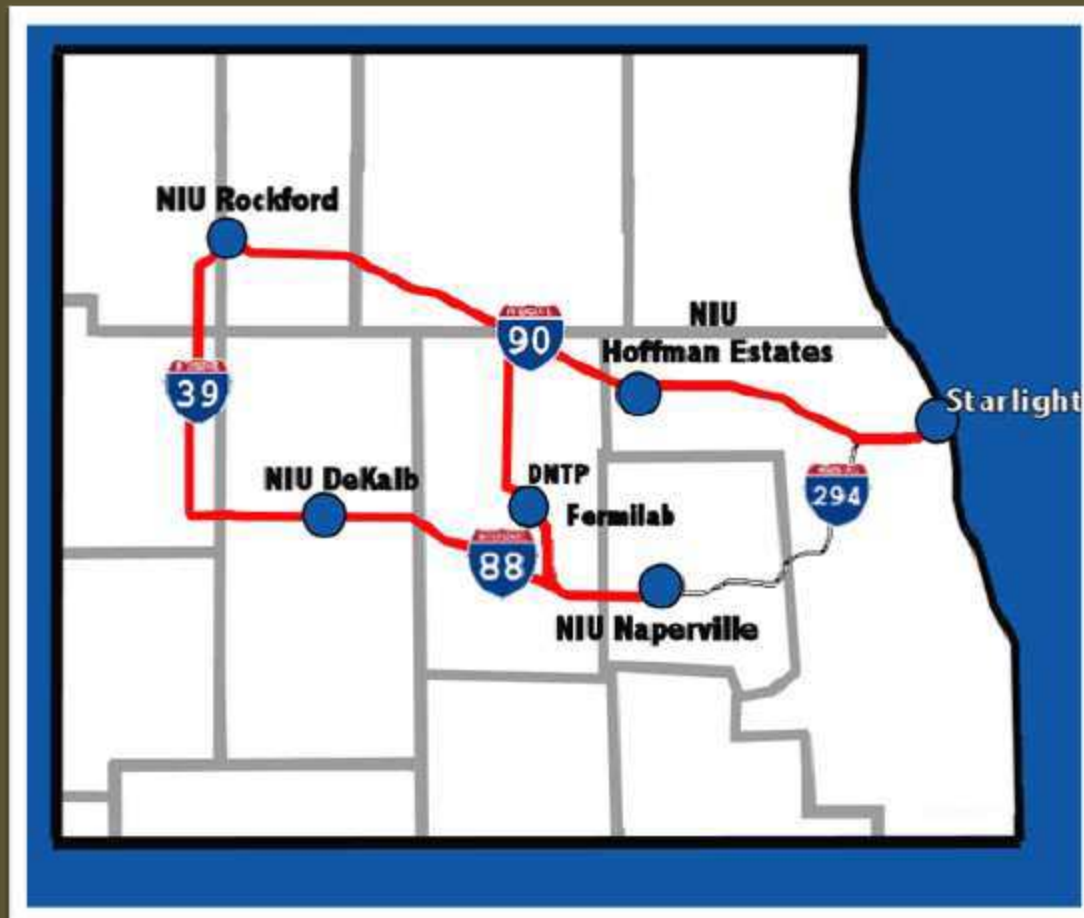 NIU Rockford
90
NIU
Hoffman Estates
39
Starlight
NIU DeKalb
DNTP
Fermilab
294
88
NIU Naperville